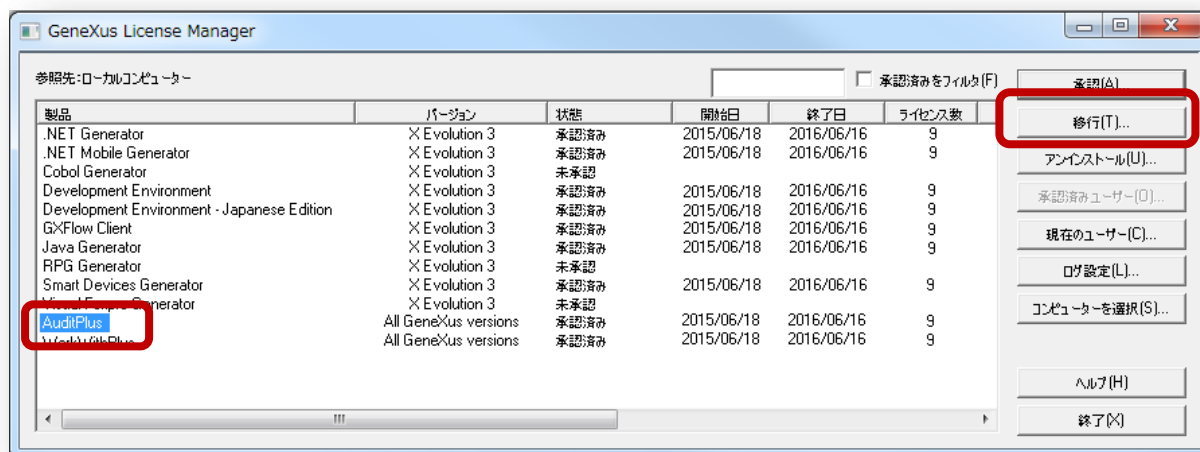 GeneXus License Manager
参照先:ローカルコンピューター
承認済みをフィルタ(F)
承認(A)...
製品 バージョン 状態 開始日 終了日 ライセンス数
.NET Generator X Evolution 3 承認済み 2015/06/18 2016/06/16 9
移行(T)...
.NET Mobile Generator X Evolution 3 承認済み 2015/06/18 2016/06/16 9
Cobol Generator X Evolution 3 未承認
アンインストール(U)...
Development Environment X Evolution 3 承認済み 2015/06/18 2016/06/16 9
承認済みユーザー(O)...
Development Environment - Japanese Edition X Evolution 3 承認済み 2015/06/18 2016/06/16 9
GXFlow Client X Evolution 3 承認済み 2015/06/18 2016/06/16 9
現在のユーザー(C)...
Java Generator X Evolution 3 承認済み 2015/06/18 2016/06/16 9
RPG Generator X Evolution 3 未承認
ログ設定(L)...
Smart Devices Generator X Evolution 3 承認済み 2015/06/18 2016/06/16 9
Visual FoxPro Generator X Evolution 3 未承認
コンピューターを選択(S)...
AuditPlus All GeneXus versions 承認済み 2015/06/18 2016/06/16 9
WorkWithPlus All GeneXus versions 承認済み 2015/06/18 2016/06/16 9
ヘルプ(H)
終了(X)